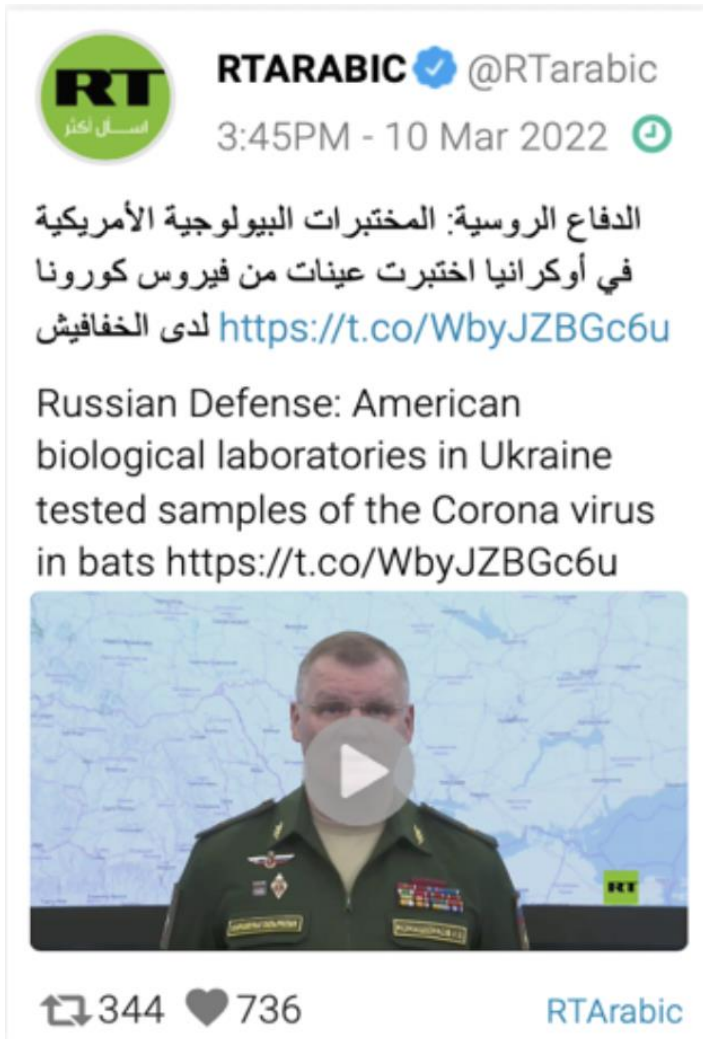 RT
اسأل أكثر
RTARABIC @RTarabic
3:45PM - 10 Mar 2022
الدفاع الروسية: المختبرات البيولوجية الأمريكية
في أوكرانيا اختبرت عينات من فيروس كورونا
لدى الخفافيش https://t.co/WbyJZBGc6u
Russian Defense: American
biological laboratories in Ukraine
tested samples of the Corona virus
in bats https://t.co/WbyJZBGc6u
RT
344 736
RTArabic